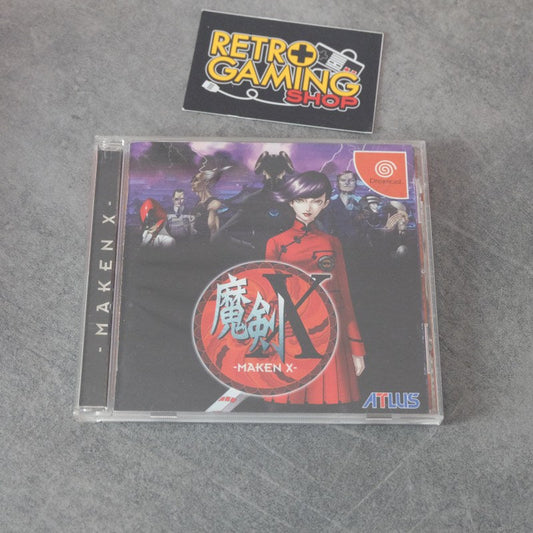 RETRO
GAMING
SHOP
- MAKEN X -
Dreamcast
魔剣X
-MAKEN X-
ATLUS